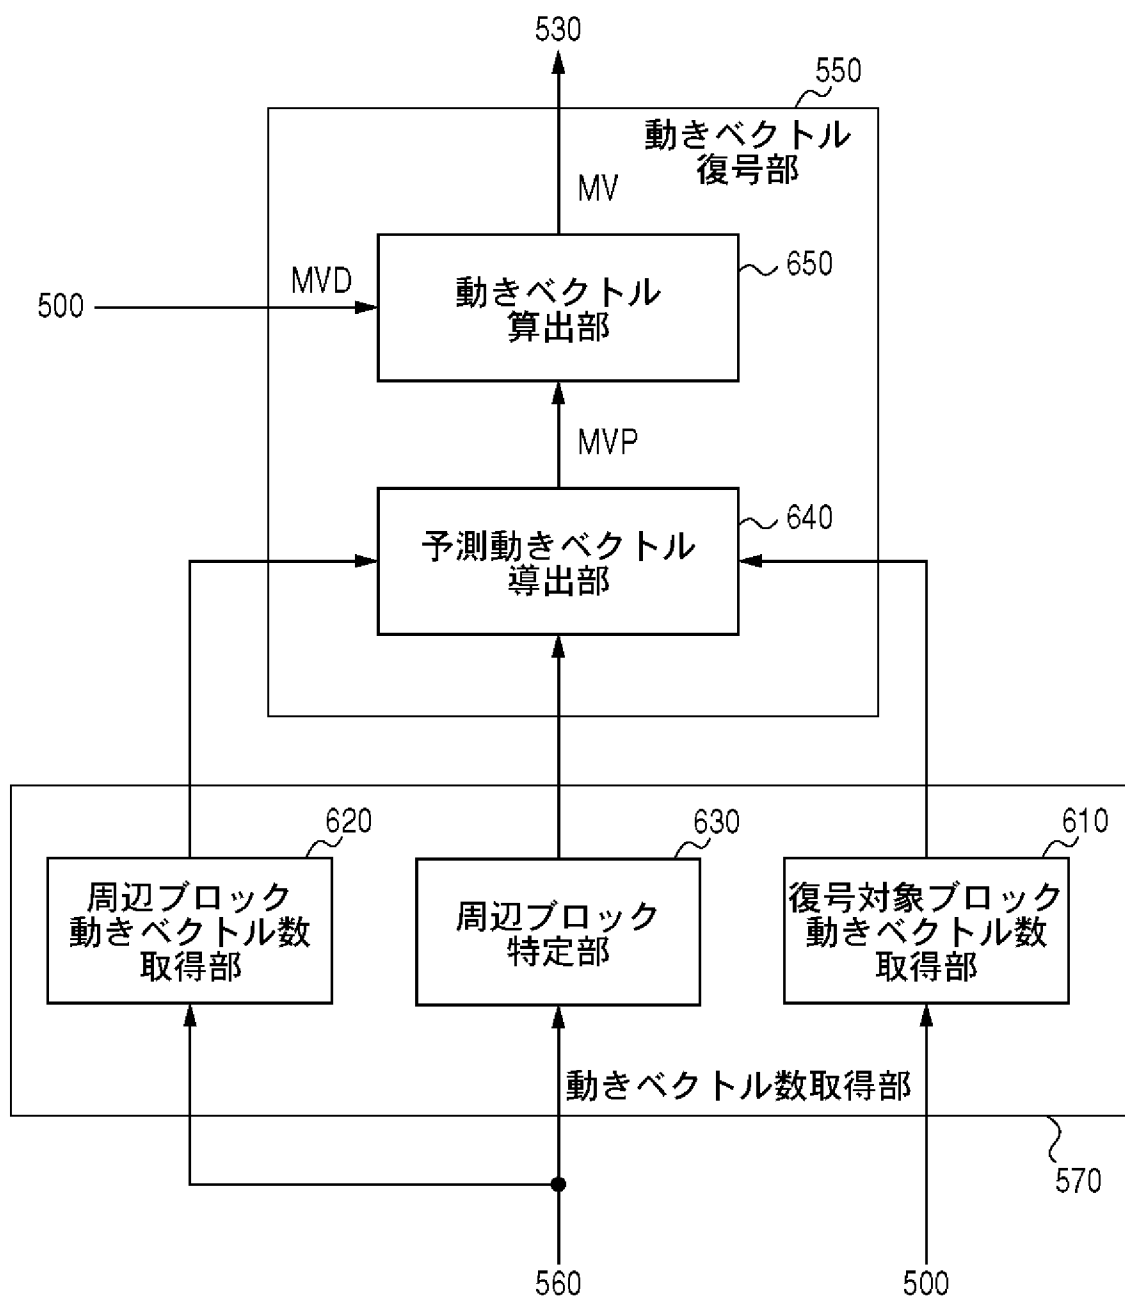 530
550
動きベクトル
復号部
MV
650
MVD
500
動きベクトル
算出部
MVP
640
予測動きベクトル
導出部
620
630
610
周辺ブロック
動きベクトル数
取得部
周辺ブロック
特定部
復号対象ブロック
動きベクトル数
取得部
動きベクトル数取得部
570
560
500